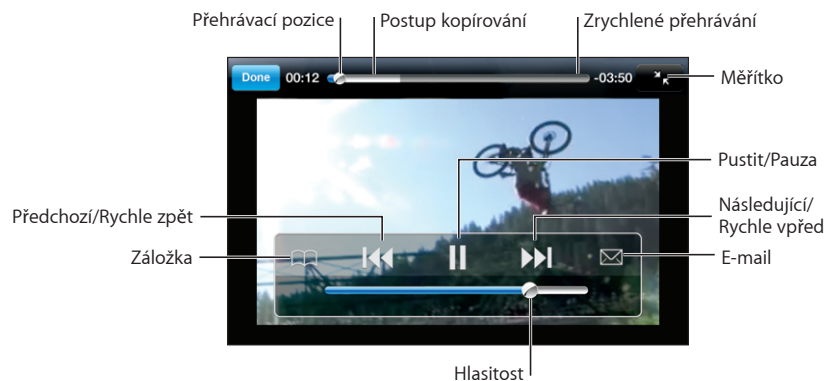 Přehrávací pozice
Postup kopírování
Zrychlené přehrávání
Done
00:12
-03:50
Měřítko
Pustit/Pauza
Předchozí/Rychle zpět
Následující/
Rychle vpřed
Záložka
E-mail
Hlasitost